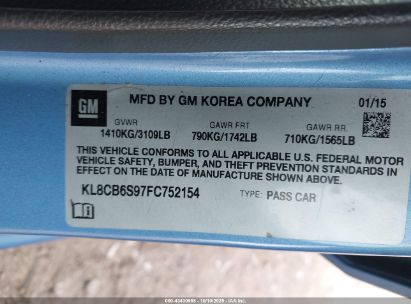 GM
MFD BY GM KOREA COMPANY
01/15
GVWR GAWR FRT GAWR RR.
1410KG/3109LB 790KG/1742LB 710KG/1565LB
THIS VEHICLE CONFORMS TO ALL APPLICABLE U.S. FEDERAL MOTOR
VEHICLE SAFETY, BUMPER, AND THEFT PREVENTION STANDARDS IN
EFFECT ON THE DATE OF MANUFACTURE SHOWN ABOVE.
KL8CB6S97FC752154 TYPE: PASS CAR